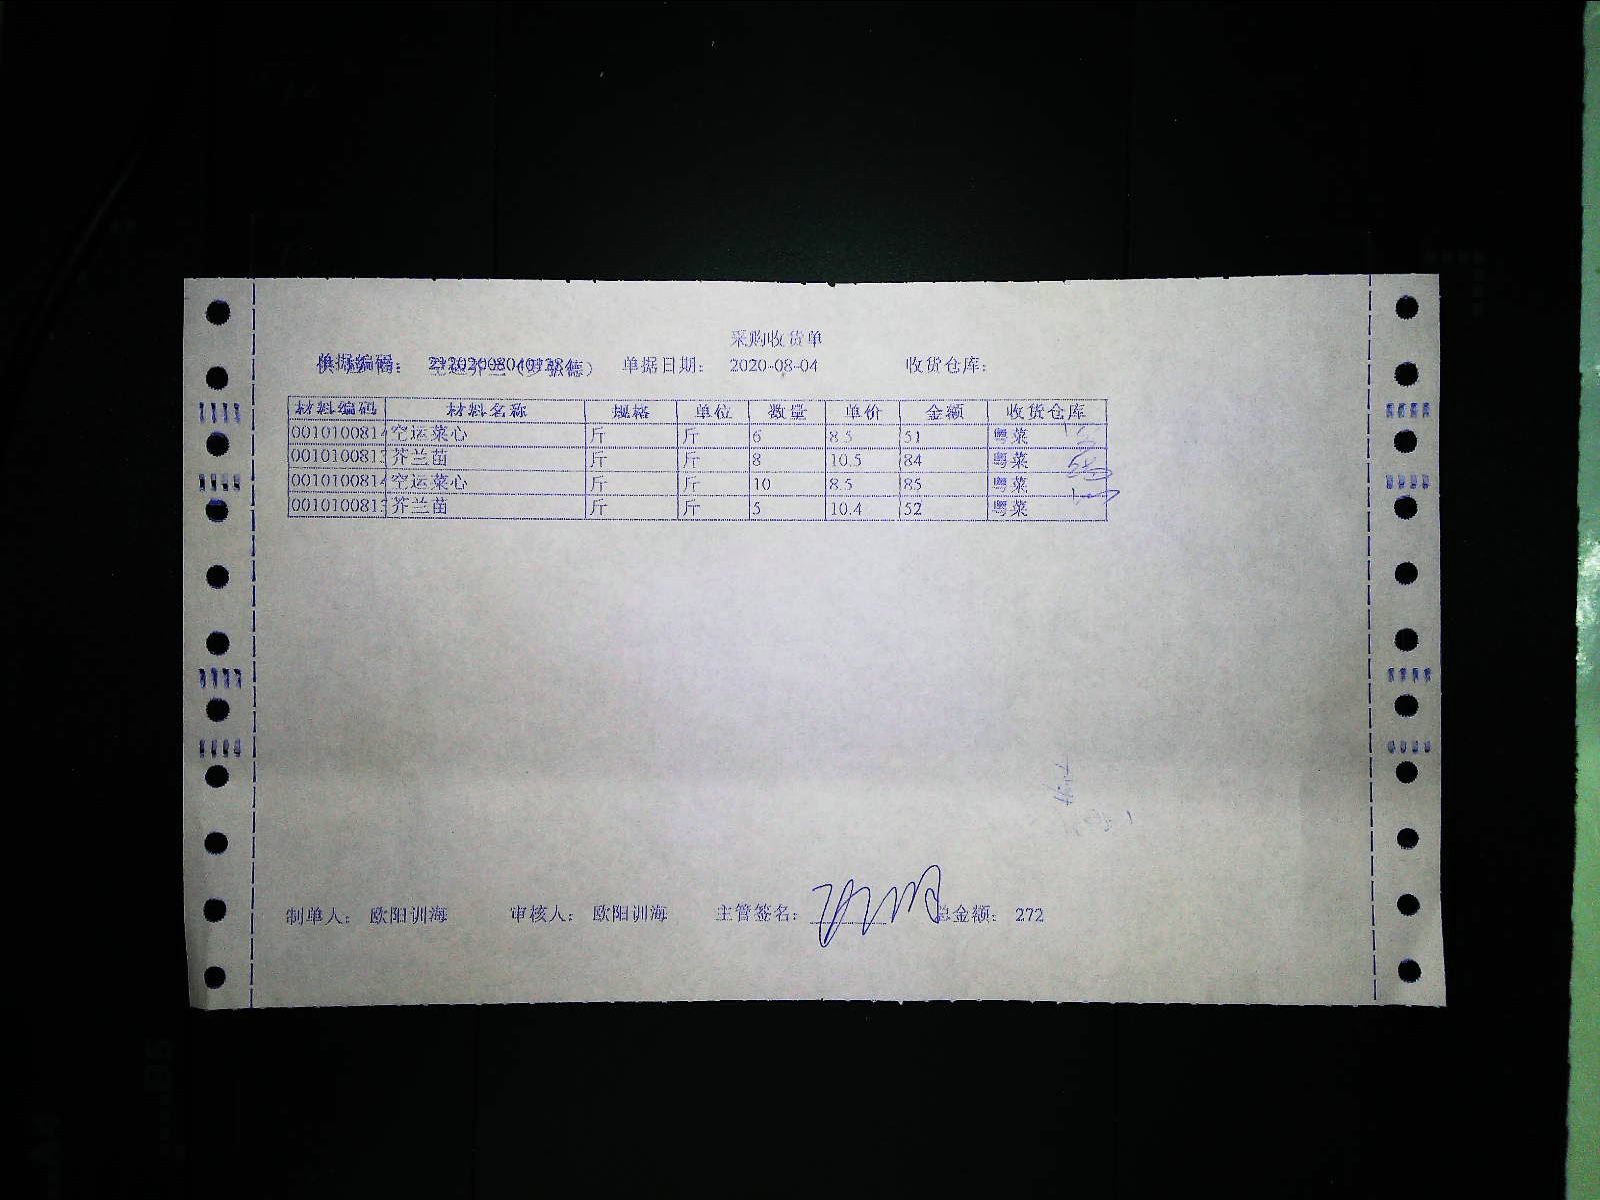 采购收货单
单据日期： 2020-08-04 收货仓库：
材料编码 材料名称 规格 单位 数量 单价 金额 收货仓库
0010100814 空运菜心 斤 斤 6 8.5 51 粤菜
0010100813 芥兰苗 斤 斤 8 10.5 84 粤菜
0010100814 空运菜心 斤 斤 10 8.5 85 粤菜
0010100813 芥兰苗 斤 斤 5 10.4 52 粤菜
制单人： 欧阳训海 审核人： 欧阳训海 主管签名： 总金额： 272